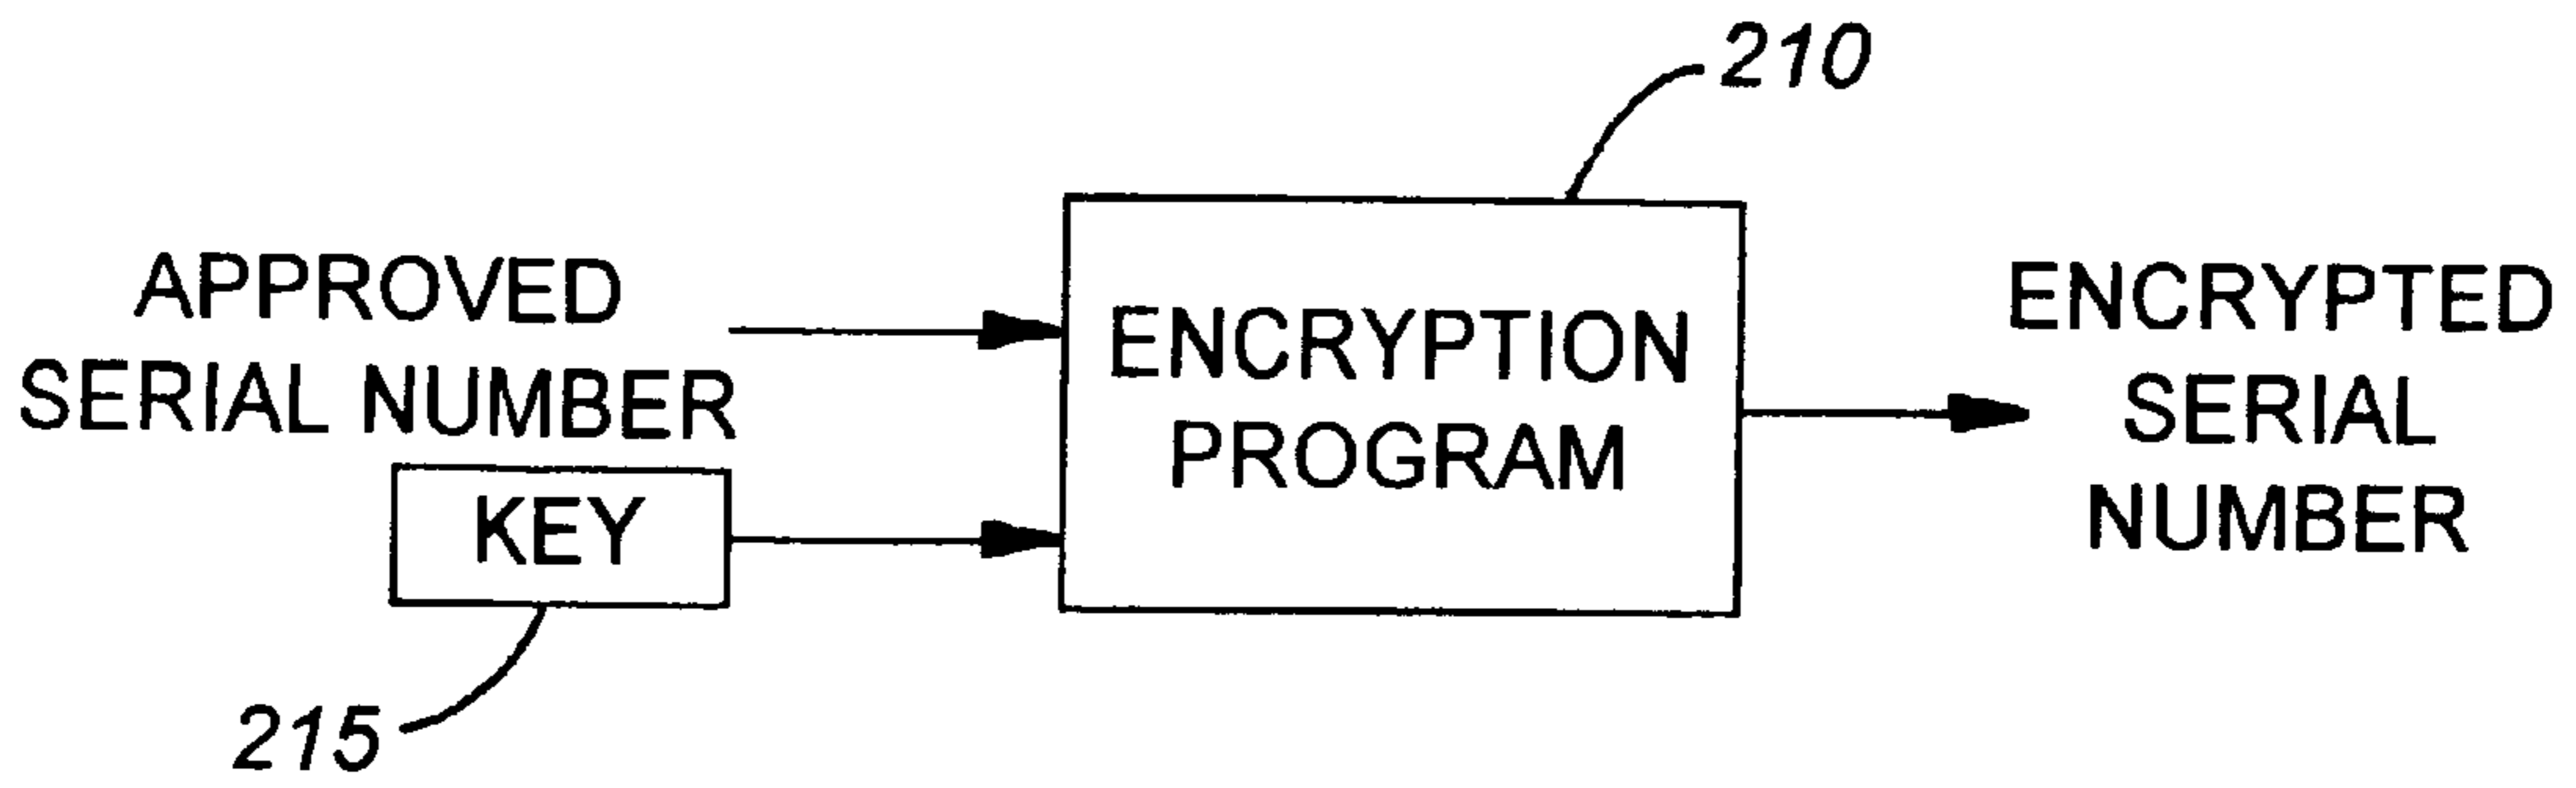 210
APPROVED
SERIAL NUMBER
KEY
215
ENCRYPTION
PROGRAM
ENCRYPTED
SERIAL
NUMBER